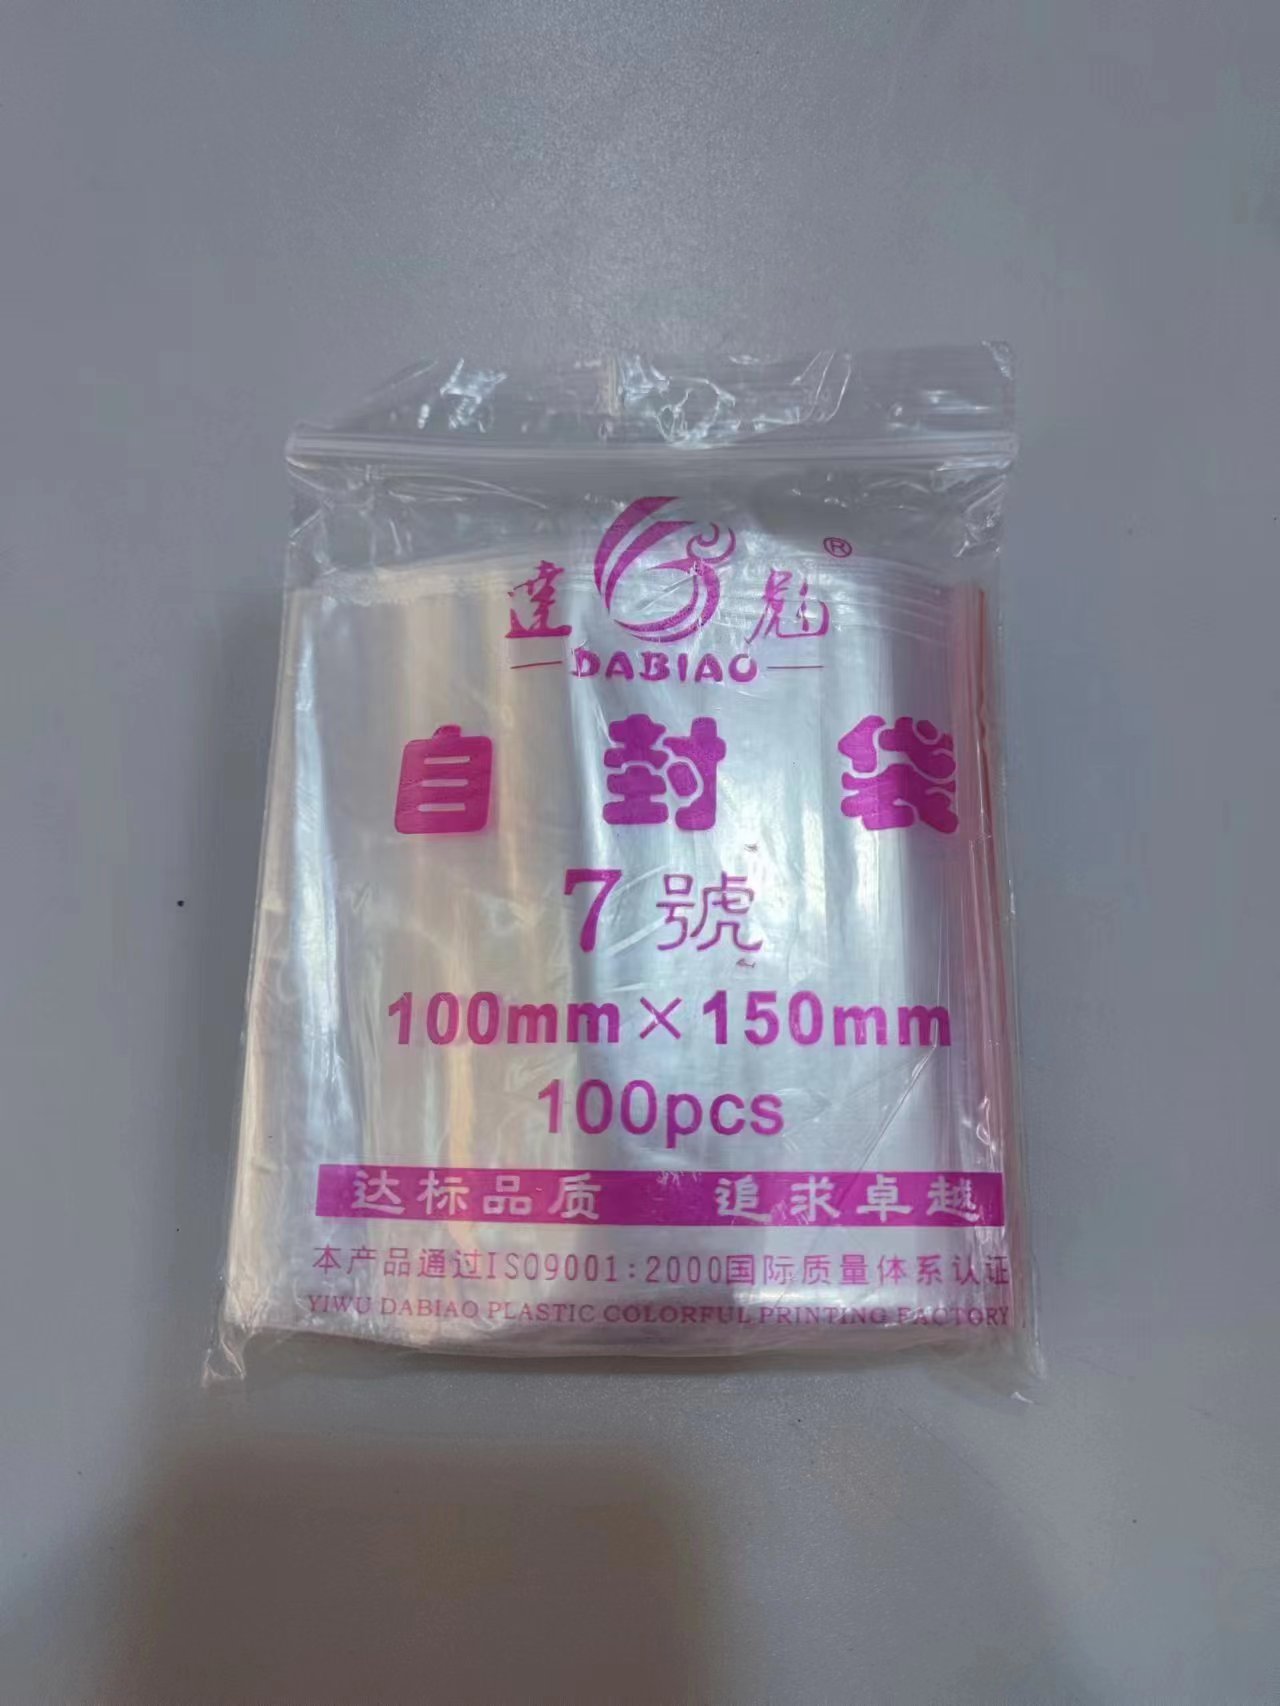 達 彪 ®
DABIAO
自封袋
7 號
100mm×150mm
100pcs
达标品质 追求卓越
本产品通过ISO9001:2000国际质量体系认证
YIWU DABIAO PLASTIC COLORFUL PRINTING FACTORY